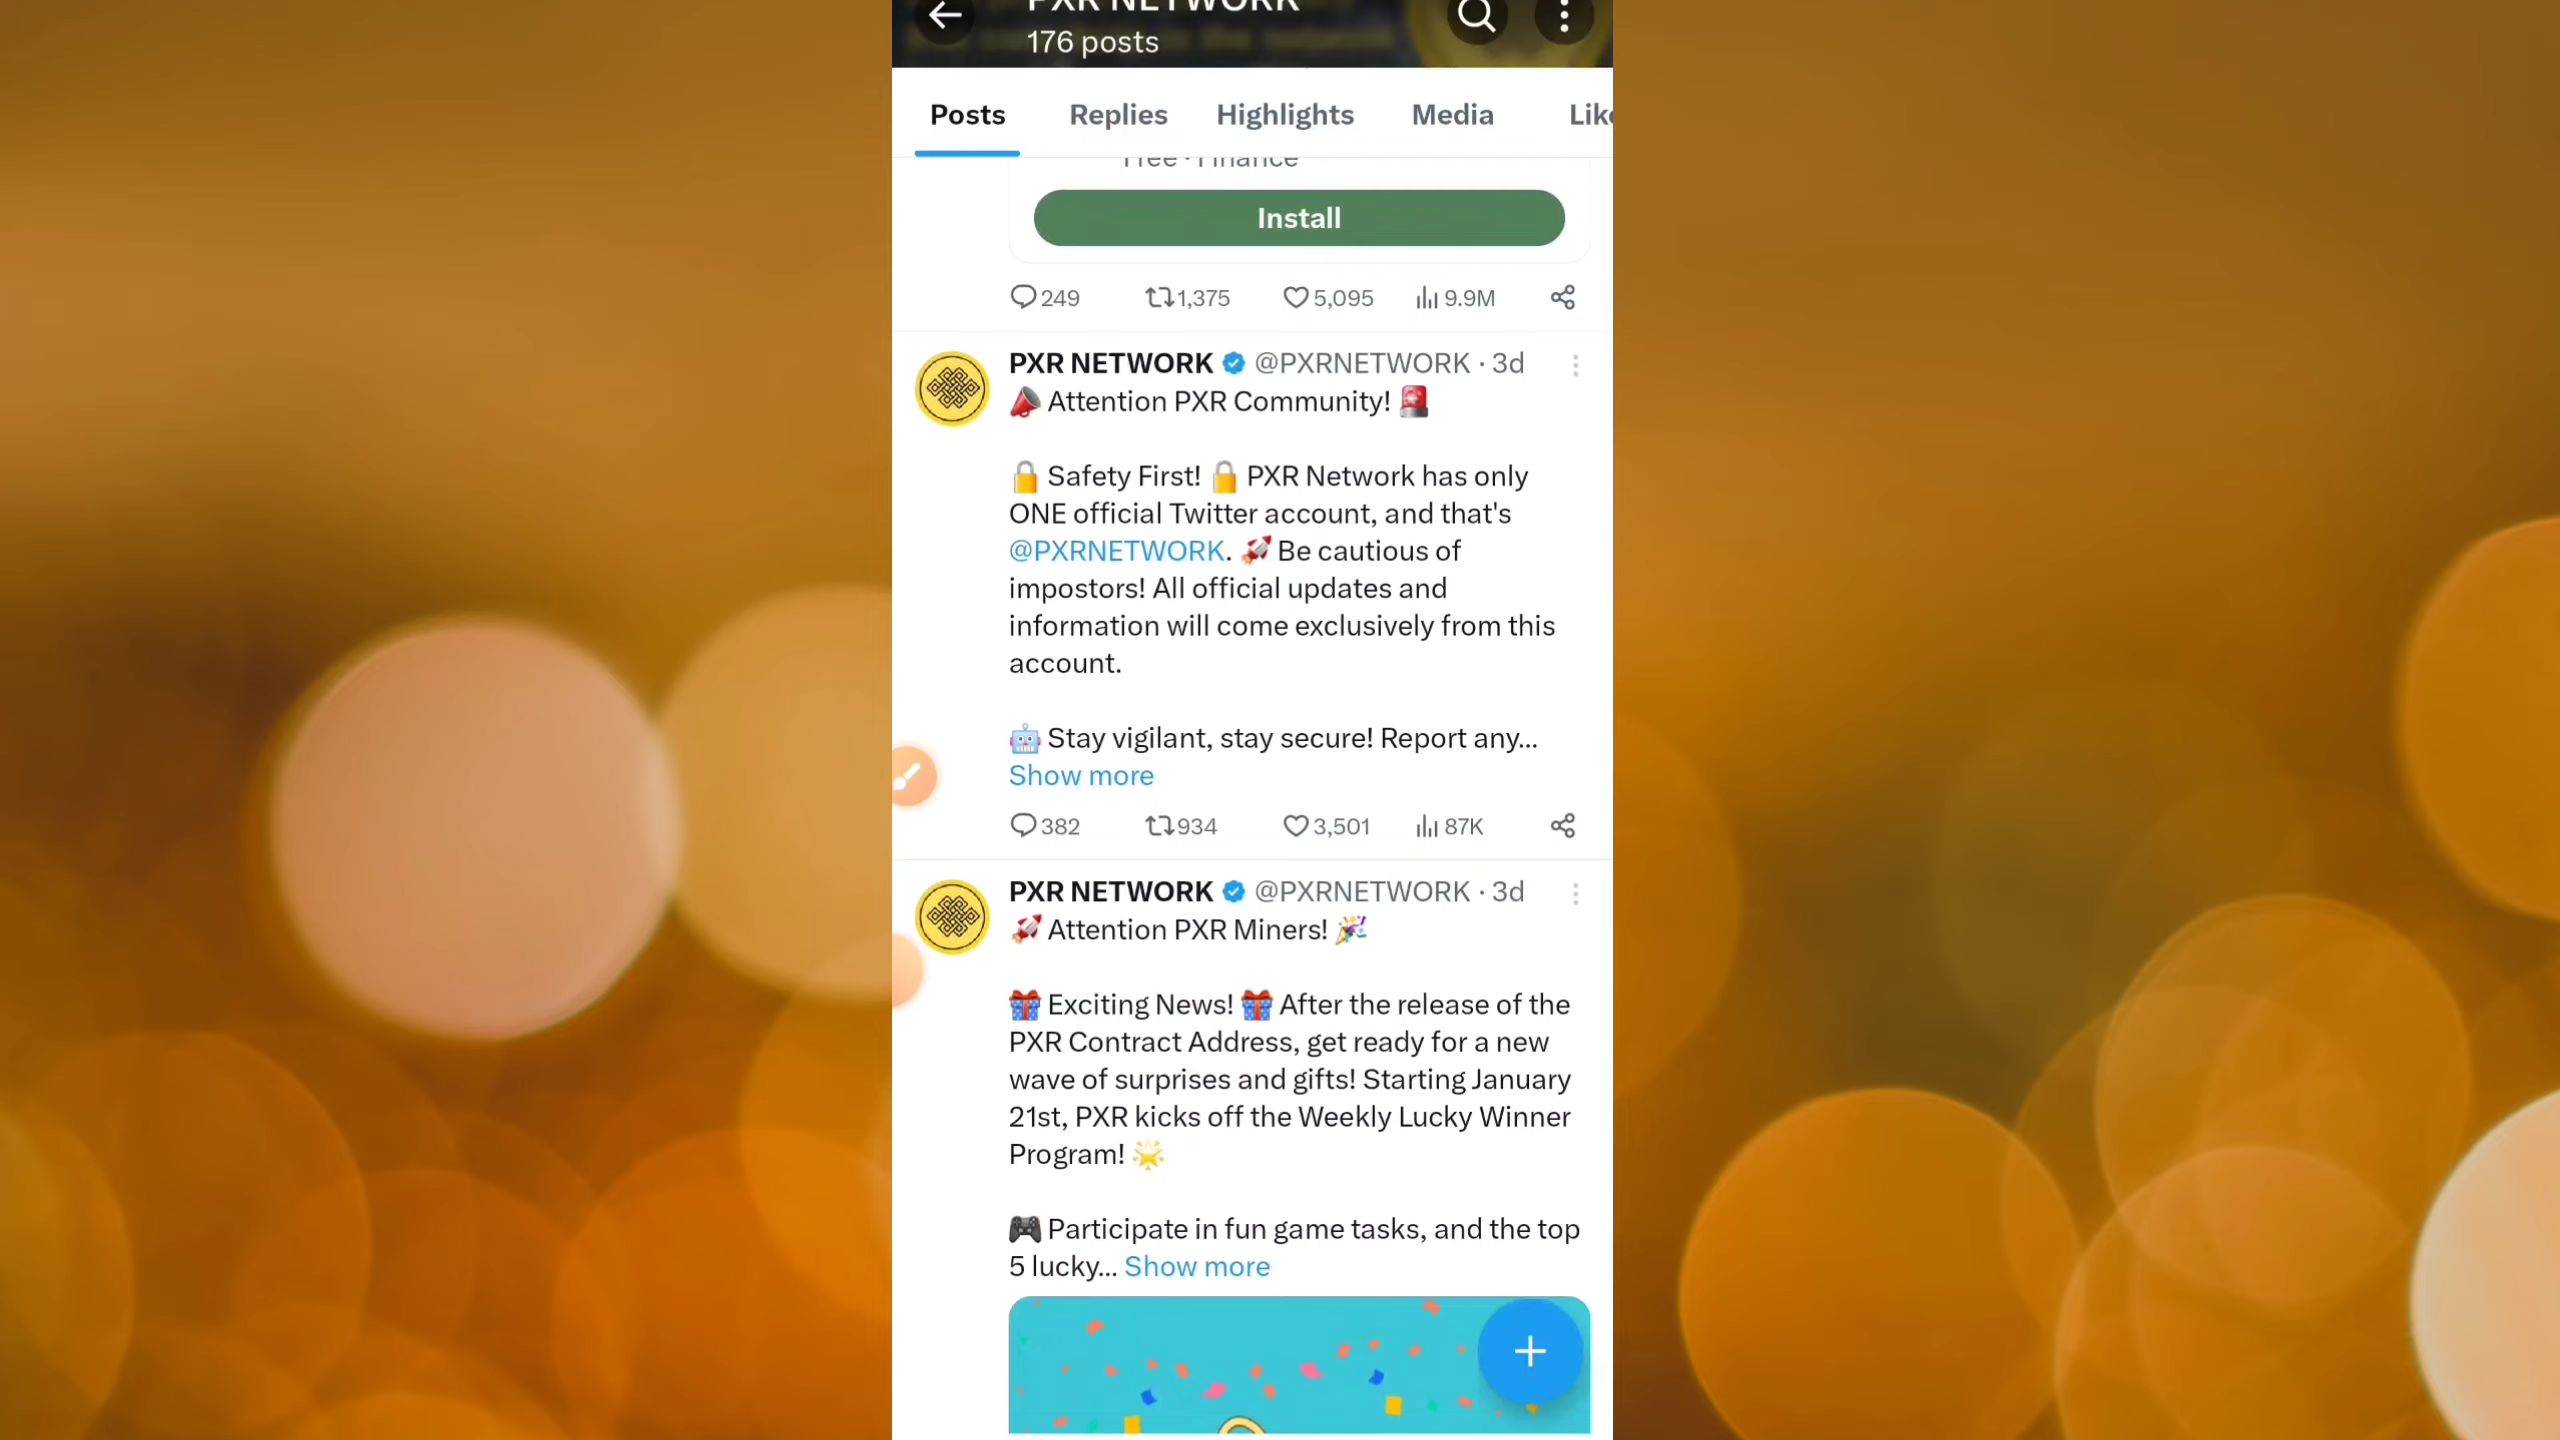 PXR NETWORK
176 posts
Posts Replies Highlights Media Like
Free · Finance
Install
249 1,375 5,095 9.9M
PXR NETWORK @PXRNETWORK · 3d
📣 Attention PXR Community! 🚨
🔒 Safety First! 🔒 PXR Network has only
ONE official Twitter account, and that's
@PXRNETWORK. 🚀 Be cautious of
impostors! All official updates and
information will come exclusively from this
account.
🤖 Stay vigilant, stay secure! Report any...
Show more
382 934 3,501 87K
PXR NETWORK @PXRNETWORK · 3d
🚀 Attention PXR Miners! 🎉
🎁 Exciting News! 🎁 After the release of the
PXR Contract Address, get ready for a new
wave of surprises and gifts! Starting January
21st, PXR kicks off the Weekly Lucky Winner
Program! 🌟
🎮 Participate in fun game tasks, and the top
5 lucky... Show more